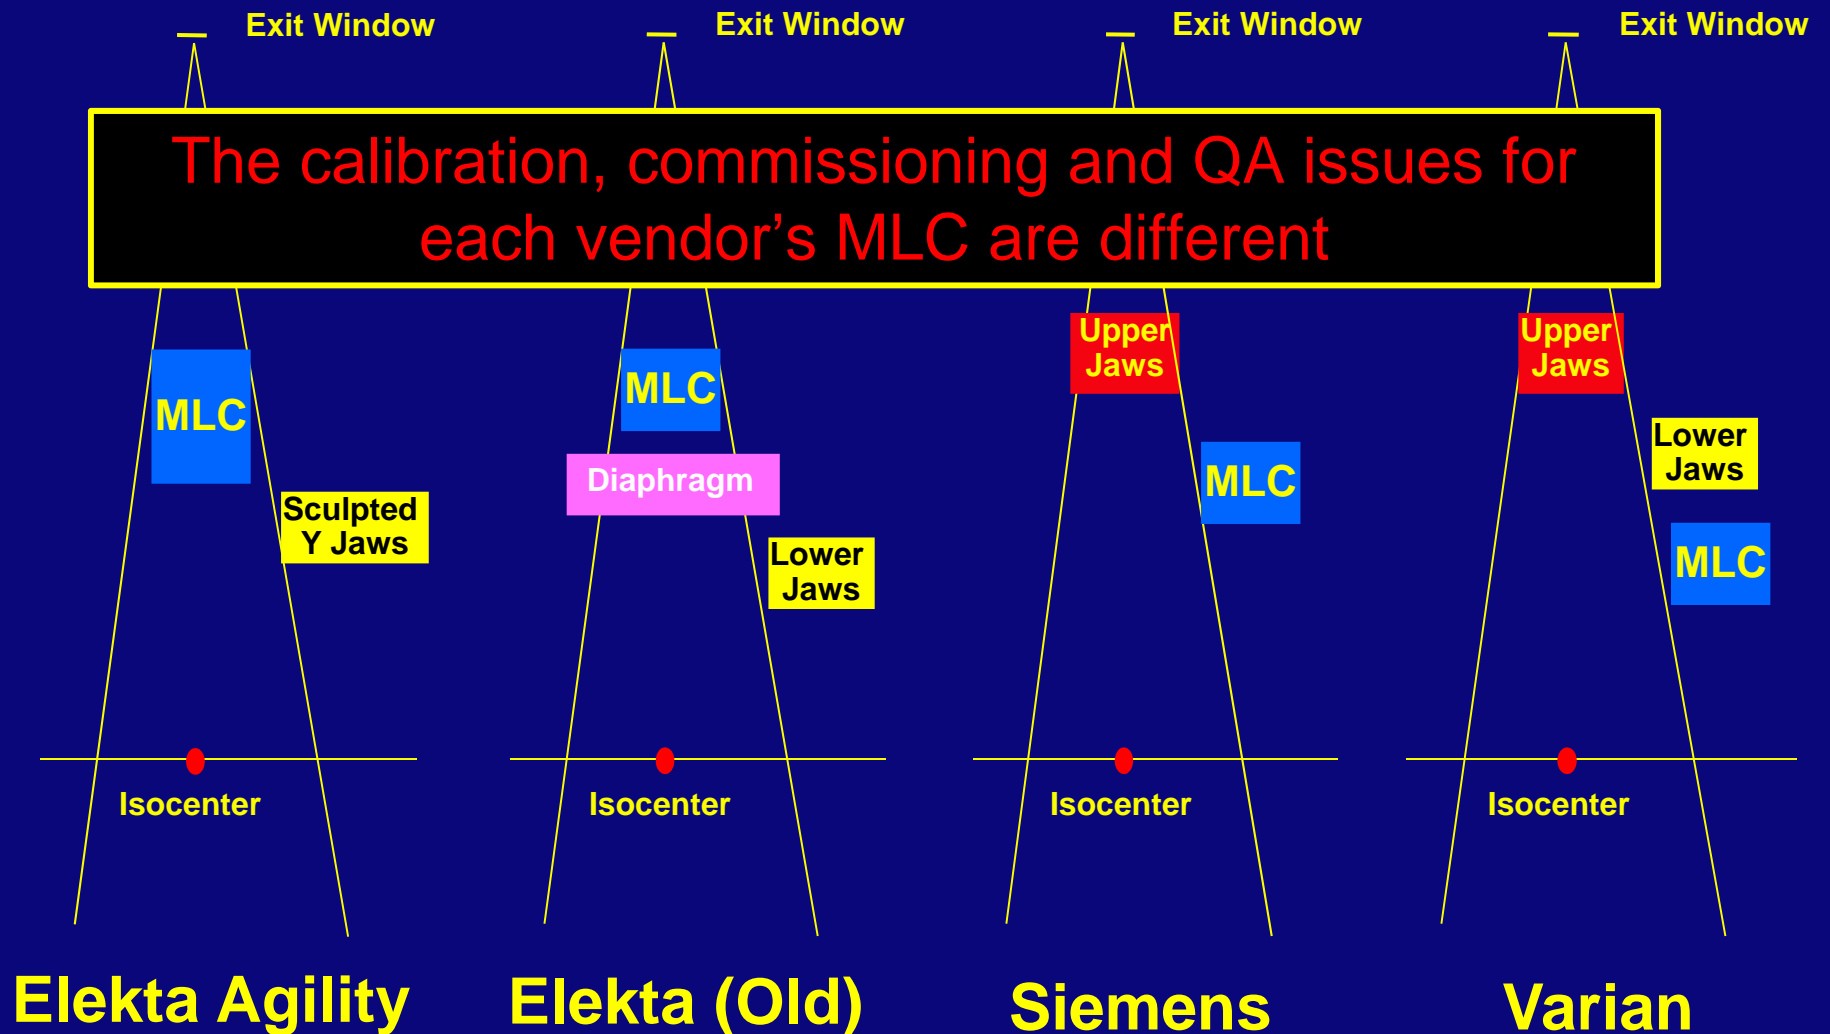 Exit Window
Exit Window
Exit Window
Exit Window
The calibration, commissioning and QA issues for
each vendor's MLC are different
MLC
Sculpted
Y Jaws
Isocenter
Elekta Agility
MLC
Diaphragm
Lower
Jaws
Isocenter
Elekta (Old)
Upper
Jaws
MLC
Isocenter
Siemens
Upper
Jaws
Lower
Jaws
MLC
Isocenter
Varian